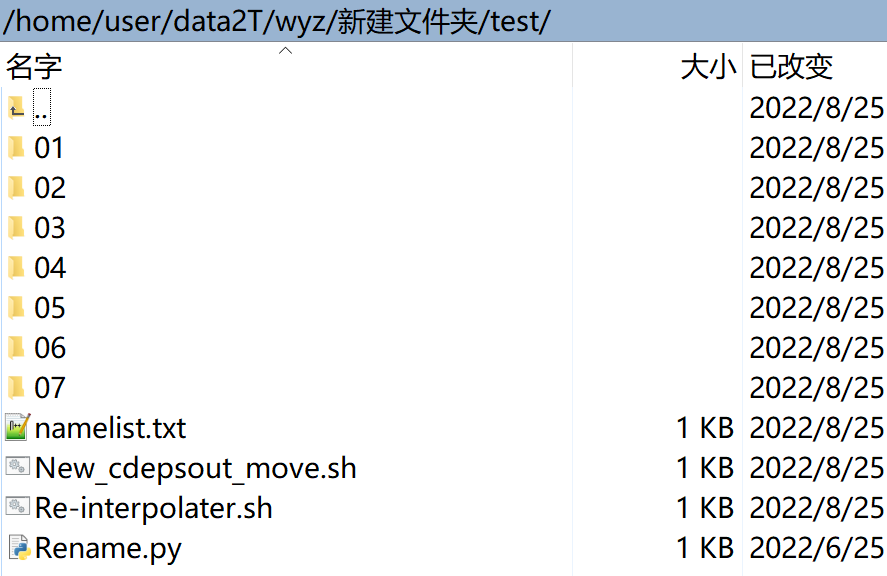 /home/user/data2T/wyz/新建文件夹/test/
名字 大小 已改变
.. 2022/8/25
01 2022/8/25
02 2022/8/25
03 2022/8/25
04 2022/8/25
05 2022/8/25
06 2022/8/25
07 2022/8/25
namelist.txt 1 KB 2022/8/25
New_cdepsout_move.sh 1 KB 2022/8/25
Re-interpolater.sh 1 KB 2022/8/25
Rename.py 1 KB 2022/6/25